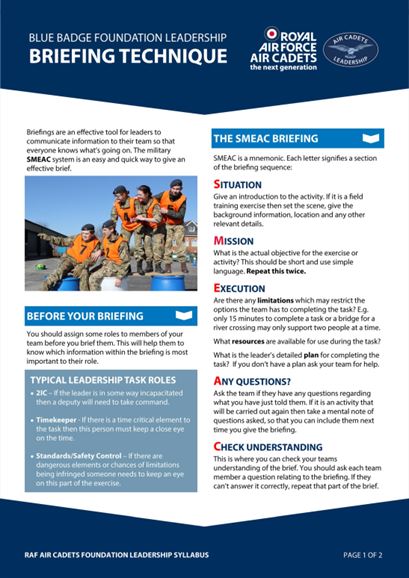 BLUE BADGE FOUNDATION LEADERSHIP
BRIEFING TECHNIQUE
ROYAL
AIR FORCE
AIR CADETS
the next generation
AIR CADETS
LEADERSHIP
Briefings are an effective tool for leaders to
communicate information to their team so that
everyone knows what's going on. The military
SMEAC system is an easy and quick way to give an
effective brief.
BEFORE YOUR BRIEFING
You should assign some roles to members of your
team before you brief them. This will help them to
know which information within the briefing is most
important to their role.
TYPICAL LEADERSHIP TASK ROLES
• 2IC – If the leader is in some way incapacitated
then a deputy will need to take command.
• Timekeeper - If there is a time critical element to
the task then this person must keep a close eye
on the time.
• Standards/Safety Control – If there are
dangerous elements or chances of limitations
being infringed someone needs to keep an eye
on this part of the exercise.
THE SMEAC BRIEFING
SMEAC is a mnemonic. Each letter signifies a section
of the briefing sequence:
SITUATION
Give an introduction to the activity. If it is a field
training exercise then set the scene, give the
background information, location and any other
relevant details.
MISSION
What is the actual objective for the exercise or
activity? This should be short and use simple
language. Repeat this twice.
EXECUTION
Are there any limitations which may restrict the
options the team has to completing the task? E.g.
only 15 minutes to complete a task or a bridge for a
river crossing may only support two people at a time.
What resources are available for use during the task?
What is the leader's detailed plan for completing the
task? If you don't have a plan ask your team for help.
ANY QUESTIONS?
Ask the team if they have any questions regarding
what you have just told them. If it is an activity that
will be carried out again then take a mental note of
questions asked, so that you can include them next
time you give the briefing.
CHECK UNDERSTANDING
This is where you can check your teams
understanding of the brief. You should ask each team
member a question relating to the briefing. If they
can't answer it correctly, repeat that part of the brief.
RAF AIR CADETS FOUNDATION LEADERSHIP SYLLABUS
PAGE 1 OF 2